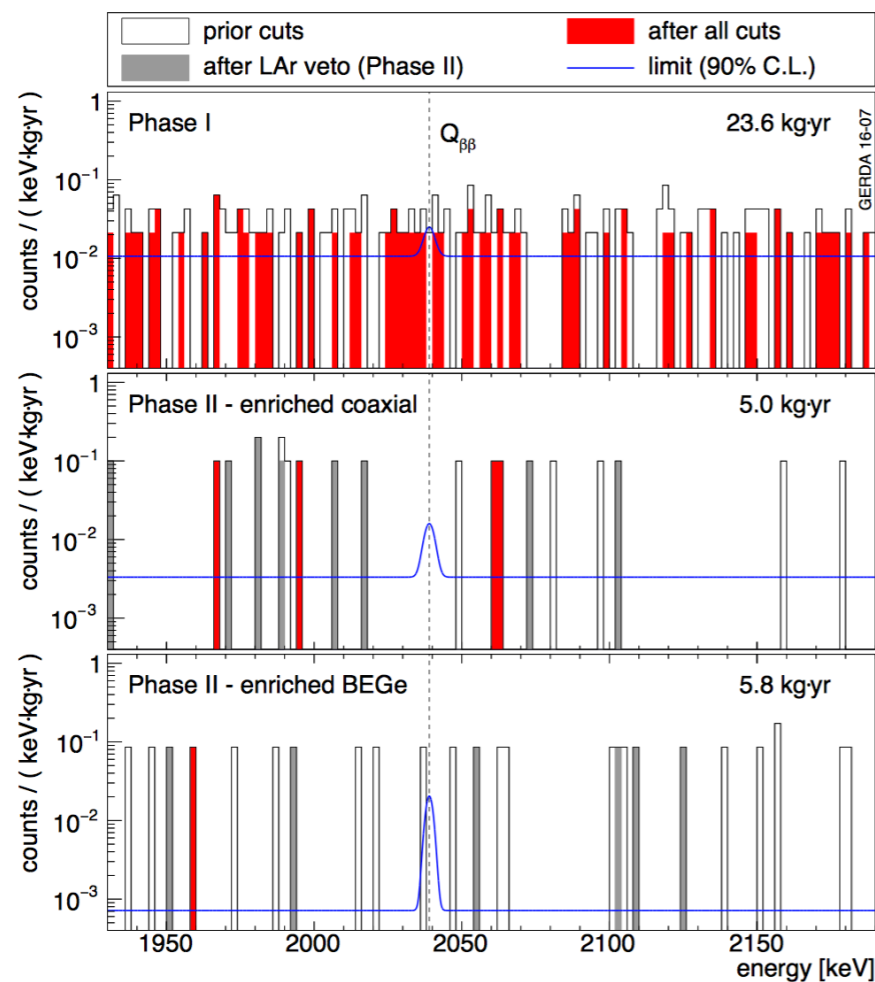 prior cuts
after all cuts
after LAr veto (Phase II)
limit (90% C.L.)
Phase I
Q_ββ
23.6 kg·yr
GERDA 16-07
counts / ( keV·kg·yr)
1
10⁻¹
10⁻²
10⁻³
Phase II - enriched coaxial
5.0 kg·yr
counts / ( keV·kg·yr)
1
10⁻¹
10⁻²
10⁻³
Phase II - enriched BEGe
5.8 kg·yr
counts / ( keV·kg·yr)
1
10⁻¹
10⁻²
10⁻³
1950
2000
2050
2100
2150
energy [keV]